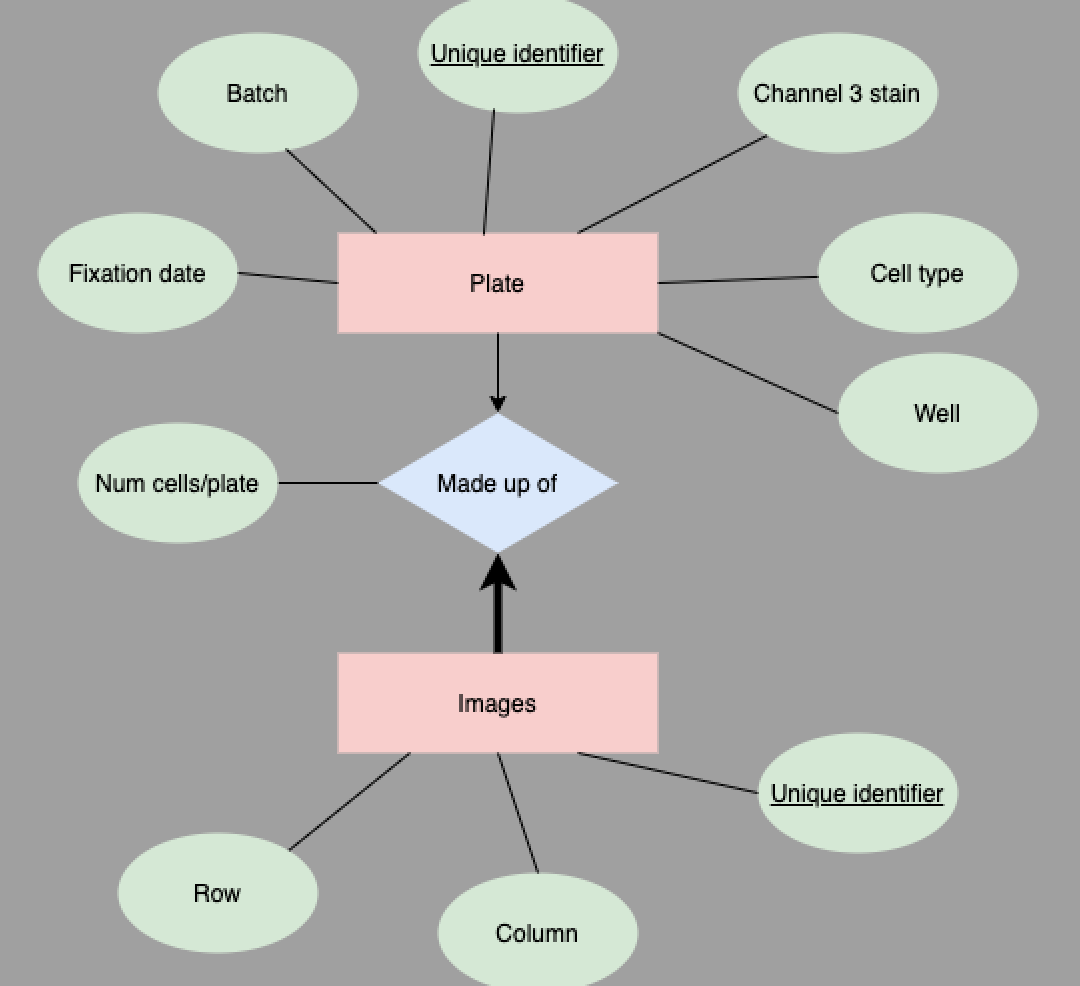 Unique identifier
Batch
Channel 3 stain
Fixation date
Plate
Cell type
Well
Num cells/plate
Made up of
Images
Unique identifier
Row
Column